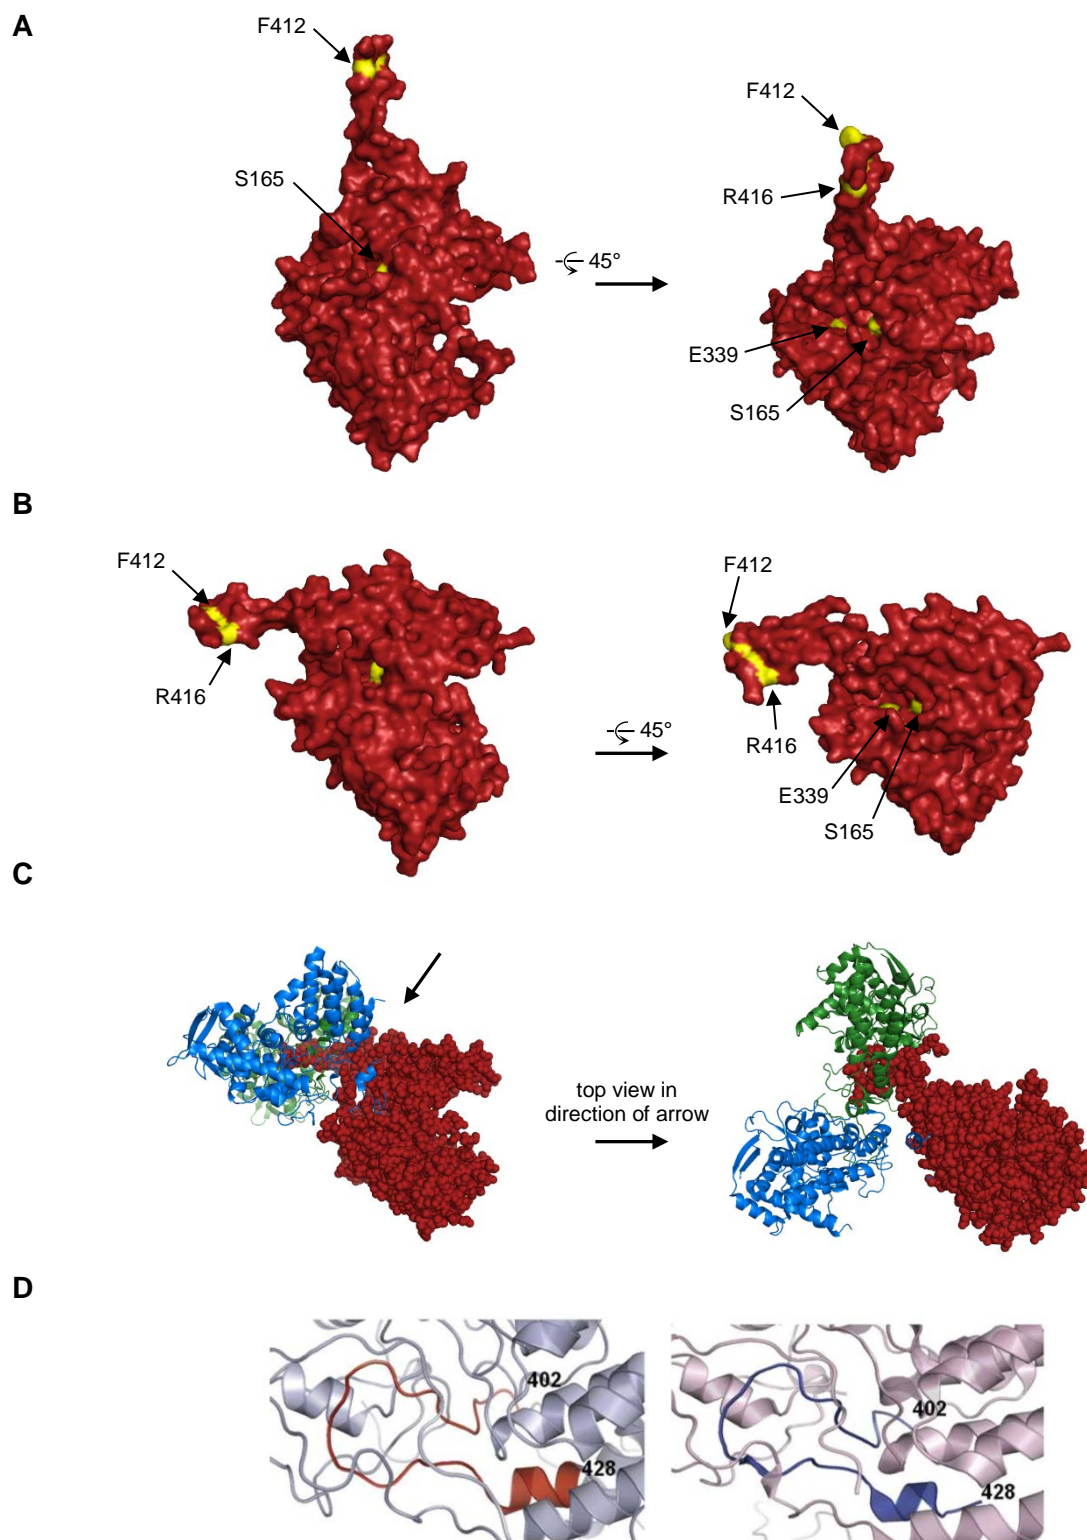 A
F412
S165
45°
F412
R416
E339
S165
B
F412
R416
45°
F412
R416
E339
S165
C
top view in
direction of arrow
D
402
428
402
428